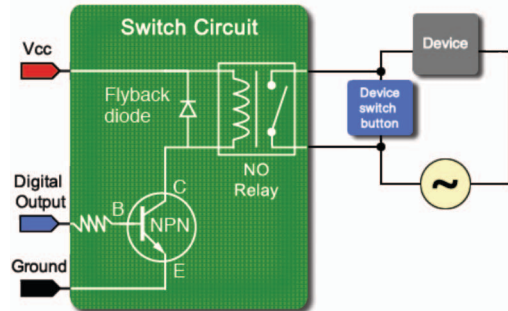 Switch Circuit
Vcc
Device
Flyback
diode
Device
switch
button
NO
Relay
Digital
Output
C
B
NPN
E
Ground
~